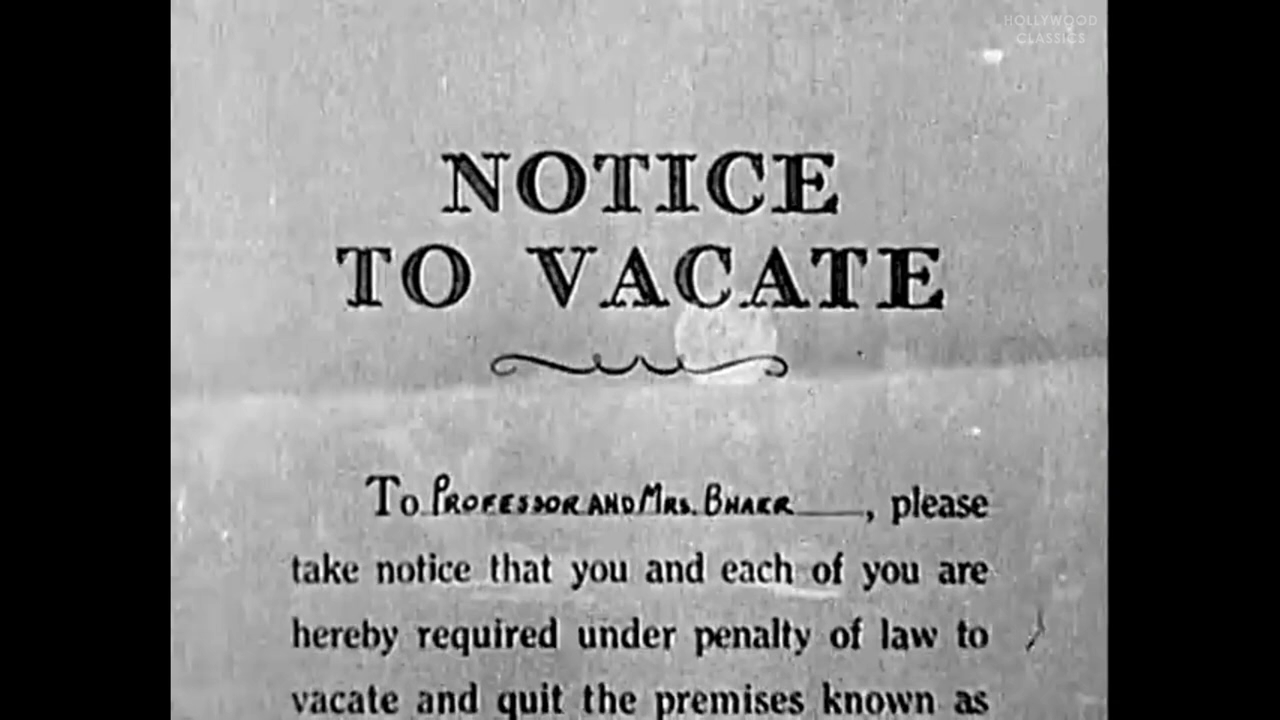 HOLLYWOOD
CLASSICS
NOTICE
TO VACATE
To PROFESSOR AND MRS. BHAER, please
take notice that you and each of you are
hereby required under penalty of law to
vacate and quit the premises known as